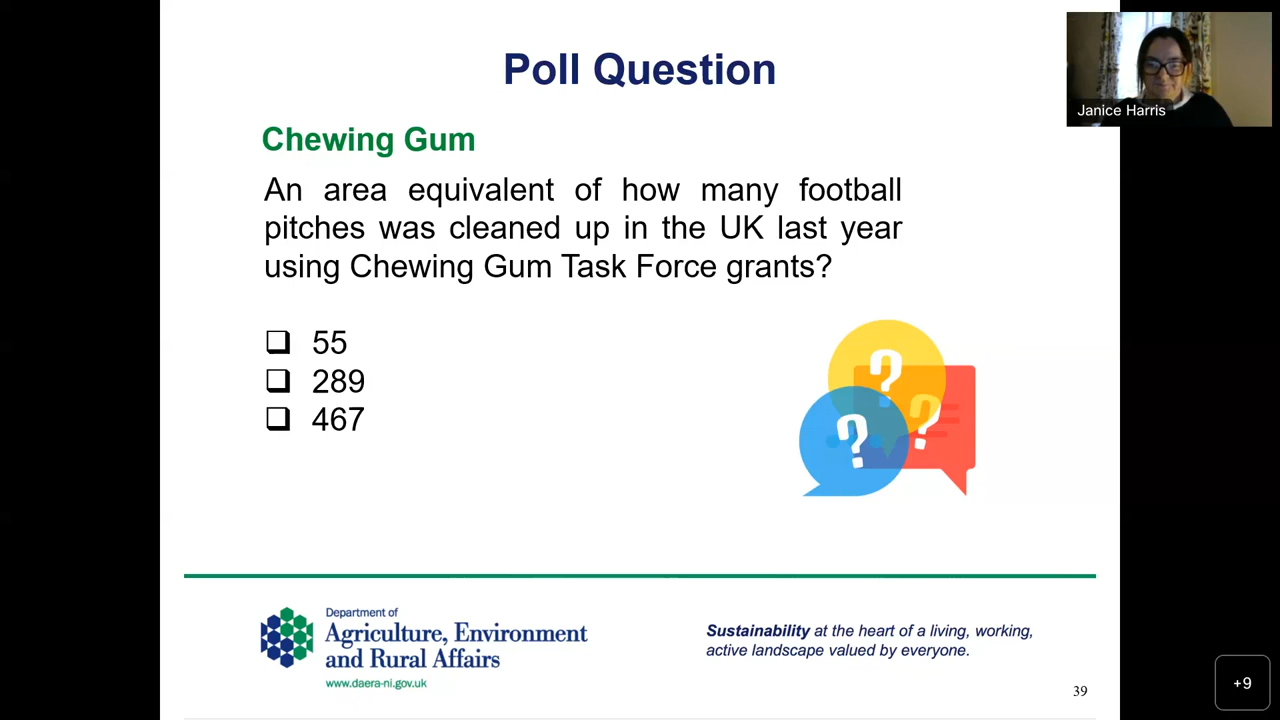 Poll Question
Janice Harris
Chewing Gum
An area equivalent of how many football
pitches was cleaned up in the UK last year
using Chewing Gum Task Force grants?
❑ 55
❑ 289
❑ 467
? ? ?
Department of
Agriculture, Environment
and Rural Affairs
www.daera-ni.gov.uk
Sustainability at the heart of a living, working,
active landscape valued by everyone.
39
+9